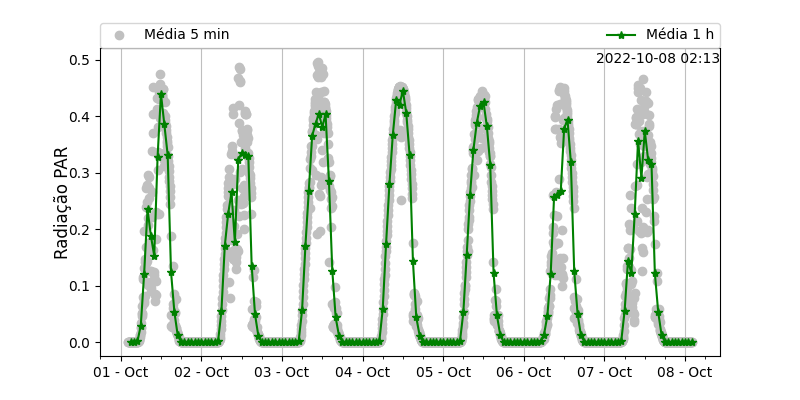 Média 5 min
Média 1 h
2022-10-08 02:13
Radiação PAR
0.5
0.4
0.3
0.2
0.1
0.0
01 - Oct
02 - Oct
03 - Oct
04 - Oct
05 - Oct
06 - Oct
07 - Oct
08 - Oct